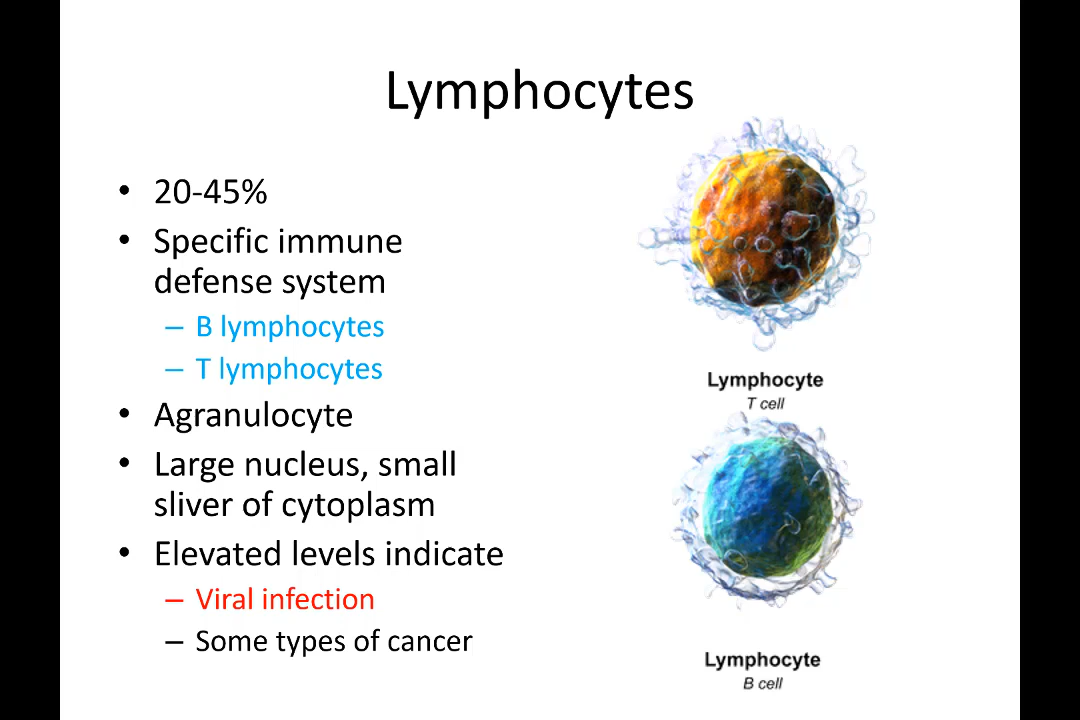 Lymphocytes
• 20-45%
• Specific immune
defense system
– B lymphocytes
– T lymphocytes
• Agranulocyte
• Large nucleus, small
sliver of cytoplasm
• Elevated levels indicate
– Viral infection
– Some types of cancer
Lymphocyte
T cell
Lymphocyte
B cell